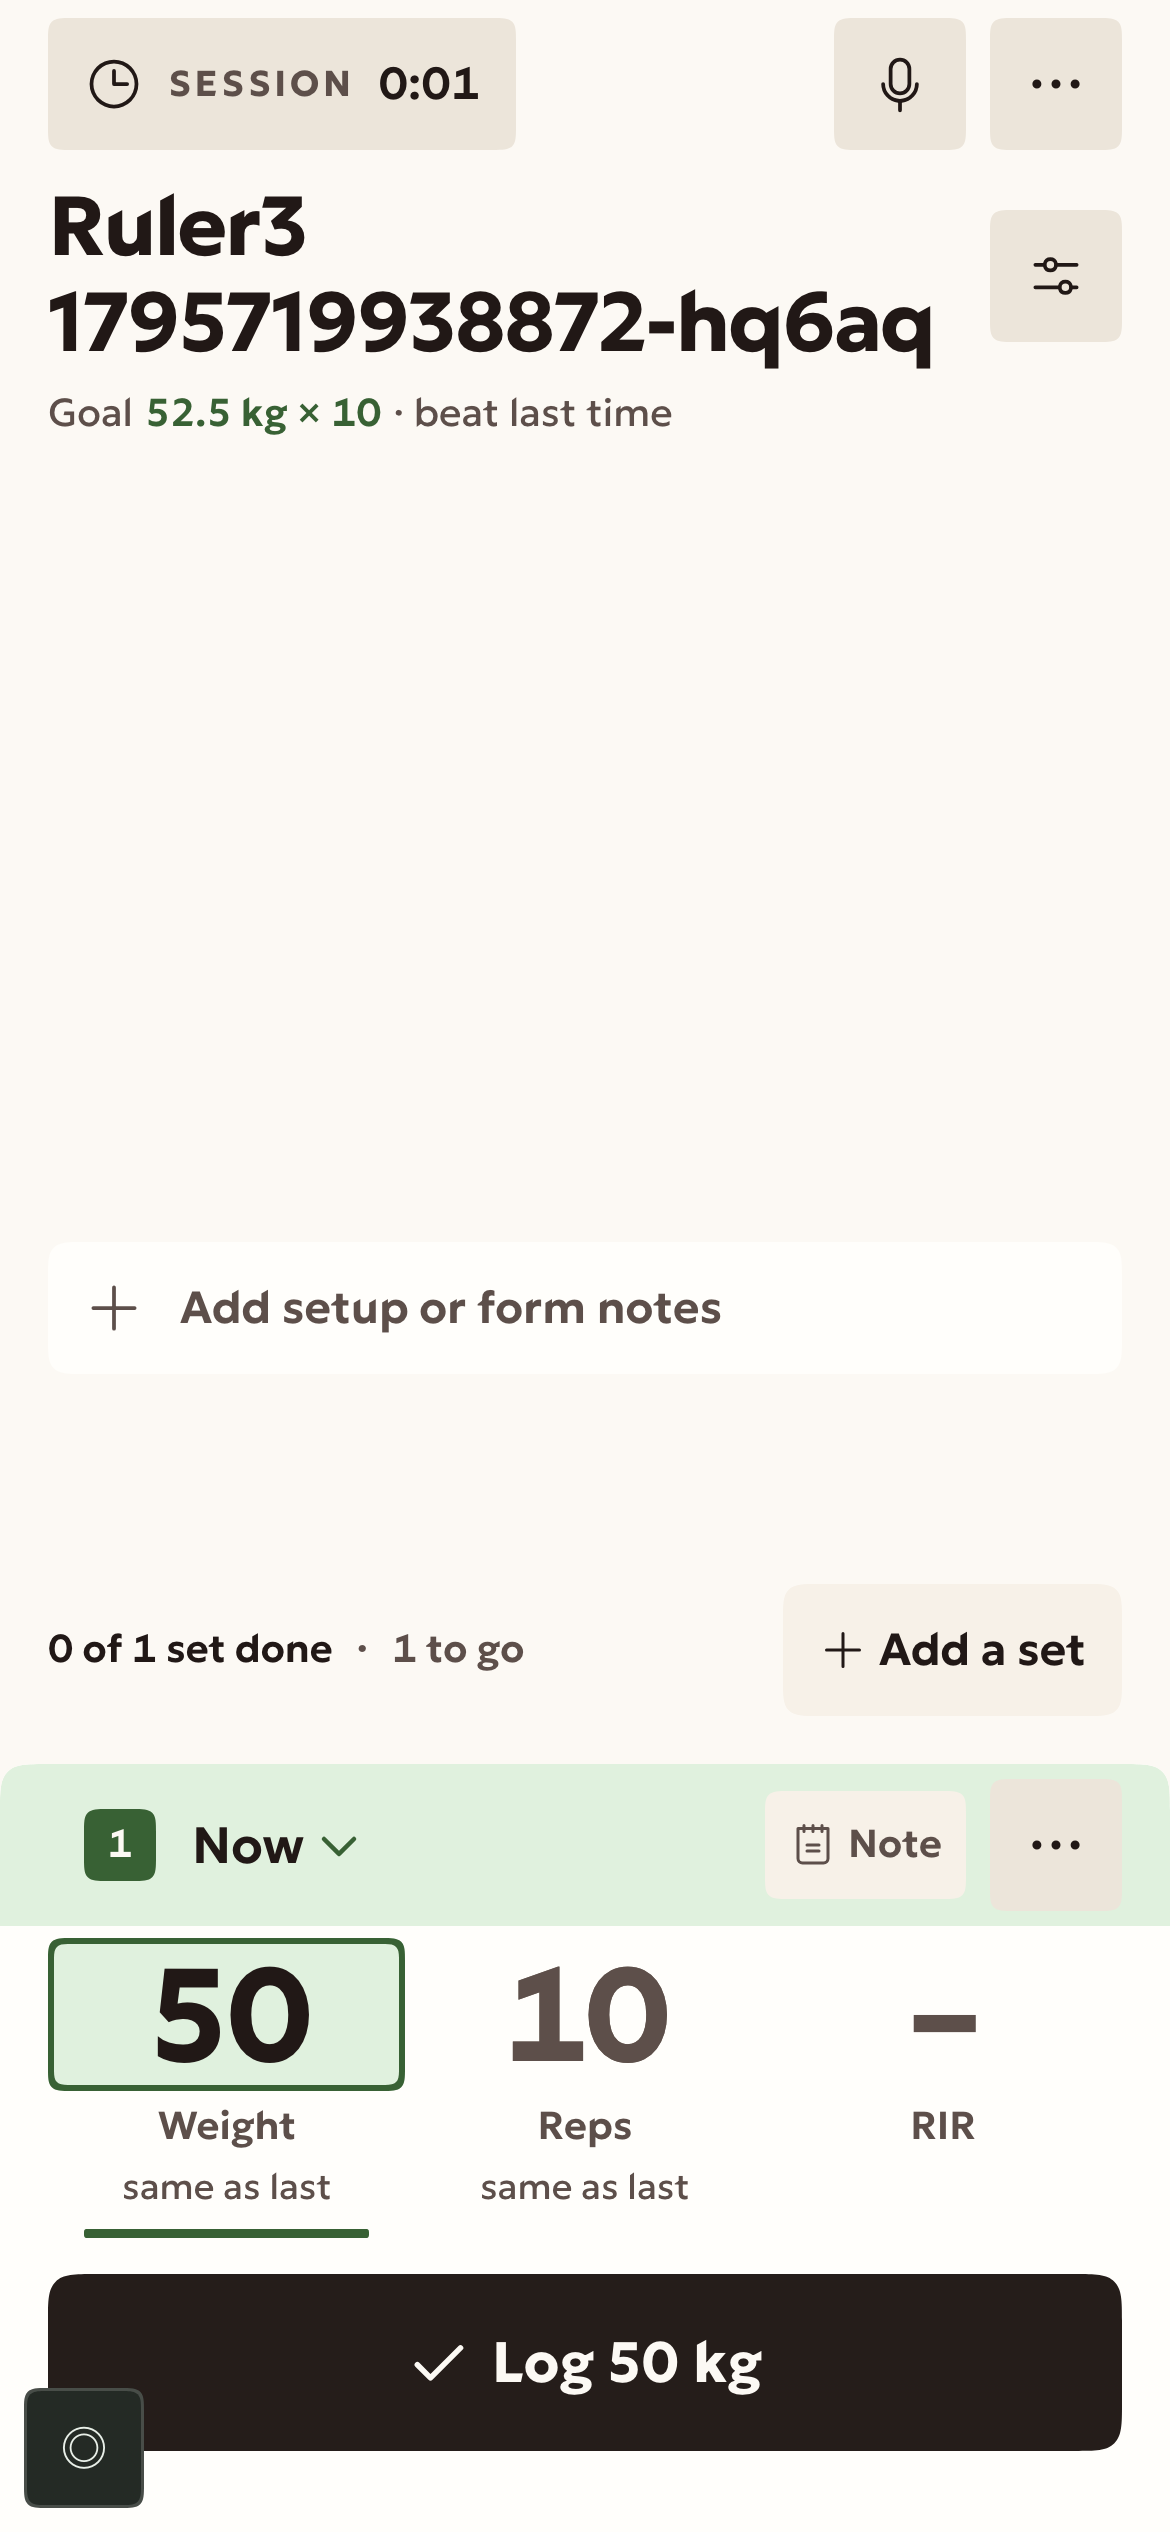 SESSION 0:01
Ruler3
1795719938872-hq6aq
Goal 52.5 kg × 10 · beat last time
Add setup or form notes
0 of 1 set done · 1 to go
Add a set
1 Now
Note
50 10 –
Weight Reps RIR
same as last same as last
Log 50 kg